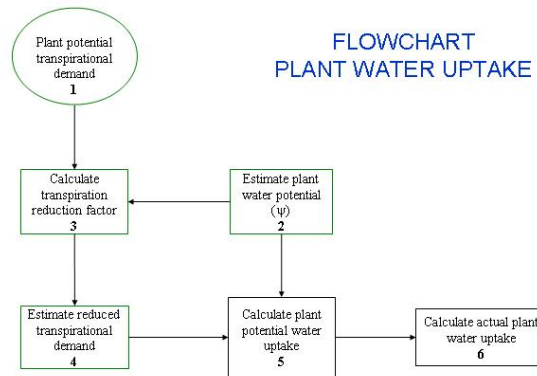 FLOWCHART
PLANT WATER UPTAKE
Plant potential
transpirational
demand
1
Calculate
transpiration
reduction factor
3
Estimate plant
water potential
(ψ)
2
Estimate reduced
transpirational
demand
4
Calculate plant
potential water
uptake
5
Calculate actual plant
water uptake
6